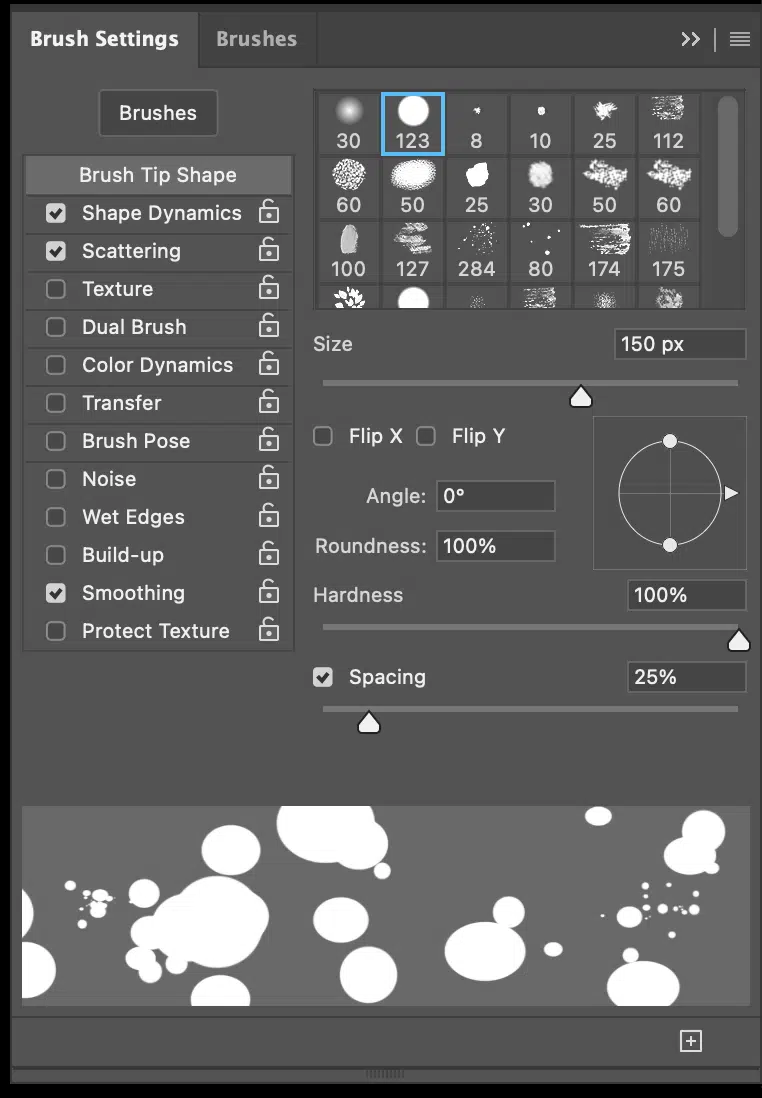 Brush Settings Brushes
Brushes
Brush Tip Shape
Shape Dynamics
Scattering
Texture
Dual Brush
Color Dynamics
Transfer
Brush Pose
Noise
Wet Edges
Build-up
Smoothing
Protect Texture
30 123 8 10 25 112
60 50 25 30 50 60
100 127 284 80 174 175
Size 150 px
Flip X Flip Y
Angle: 0°
Roundness: 100%
Hardness 100%
Spacing 25%